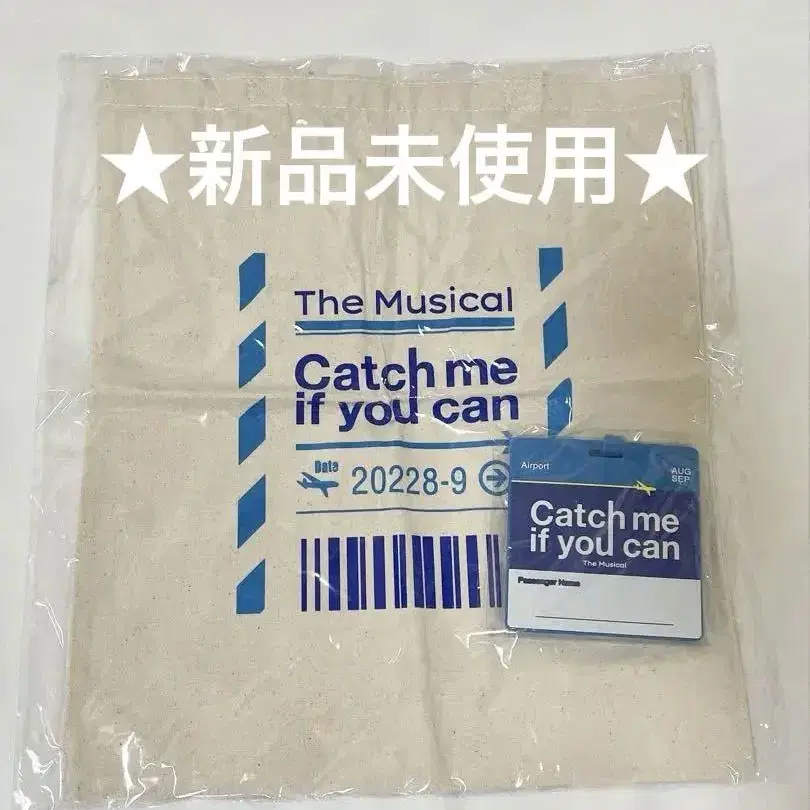 ★新品未使用★
The Musical
Catch me
if you can
Data
20228-9
Airport
AUG
SEP
Catch me
if you can
The Musical
Passenger Name